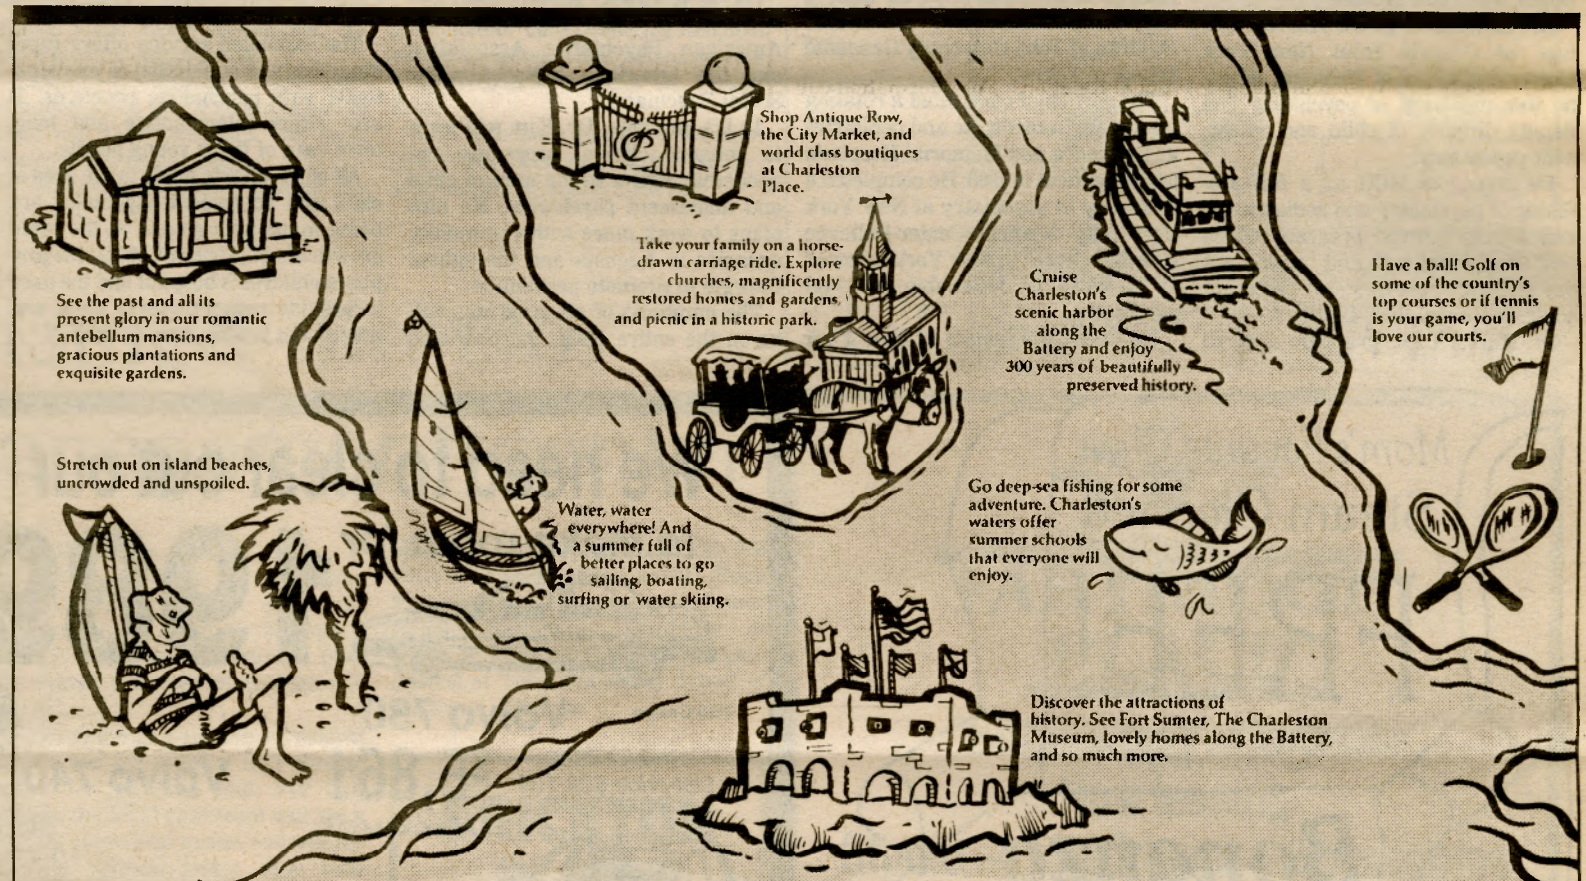 Shop Antique Row,
the City Market, and
world class boutiques
at Charleston
Place.
Take your family on a horse-
drawn carriage ride. Explore
churches, magnificently
restored homes and gardens,
and picnic in a historic park.
Cruise
Charleston's
scenic harbor
along the
Battery and enjoy
300 years of beautifully
preserved history.
Have a ball! Golf on
some of the country's
top courses or if tennis
is your game, you'll
love our courts.
See the past and all its
present glory in our romantic
antebellum mansions,
gracious plantations and
exquisite gardens.
Stretch out on island beaches,
uncrowded and unspoiled.
Water, water
everywhere! And
a summer full of
better places to go
sailing, boating,
surfing or water skiing.
Go deep-sea fishing for some
adventure. Charleston's
waters offer
summer schools
that everyone will
enjoy.
Discover the attractions of
history. See Fort Sumter, The Charleston
Museum, lovely homes along the Battery,
and so much more.